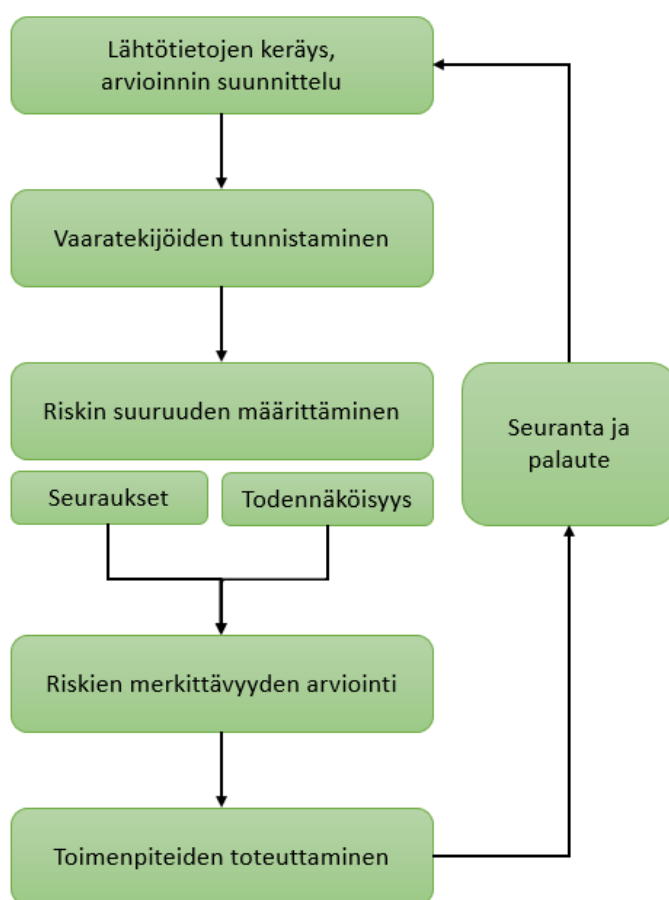 Lähtötietojen keräys,
arvioinnin suunnittelu
Vaaratekijöiden tunnistaminen
Riskin suuruuden määrittäminen
Seuraukset
Todennäköisyys
Riskien merkittävyyden arviointi
Toimenpiteiden toteuttaminen
Seuranta ja
palaute